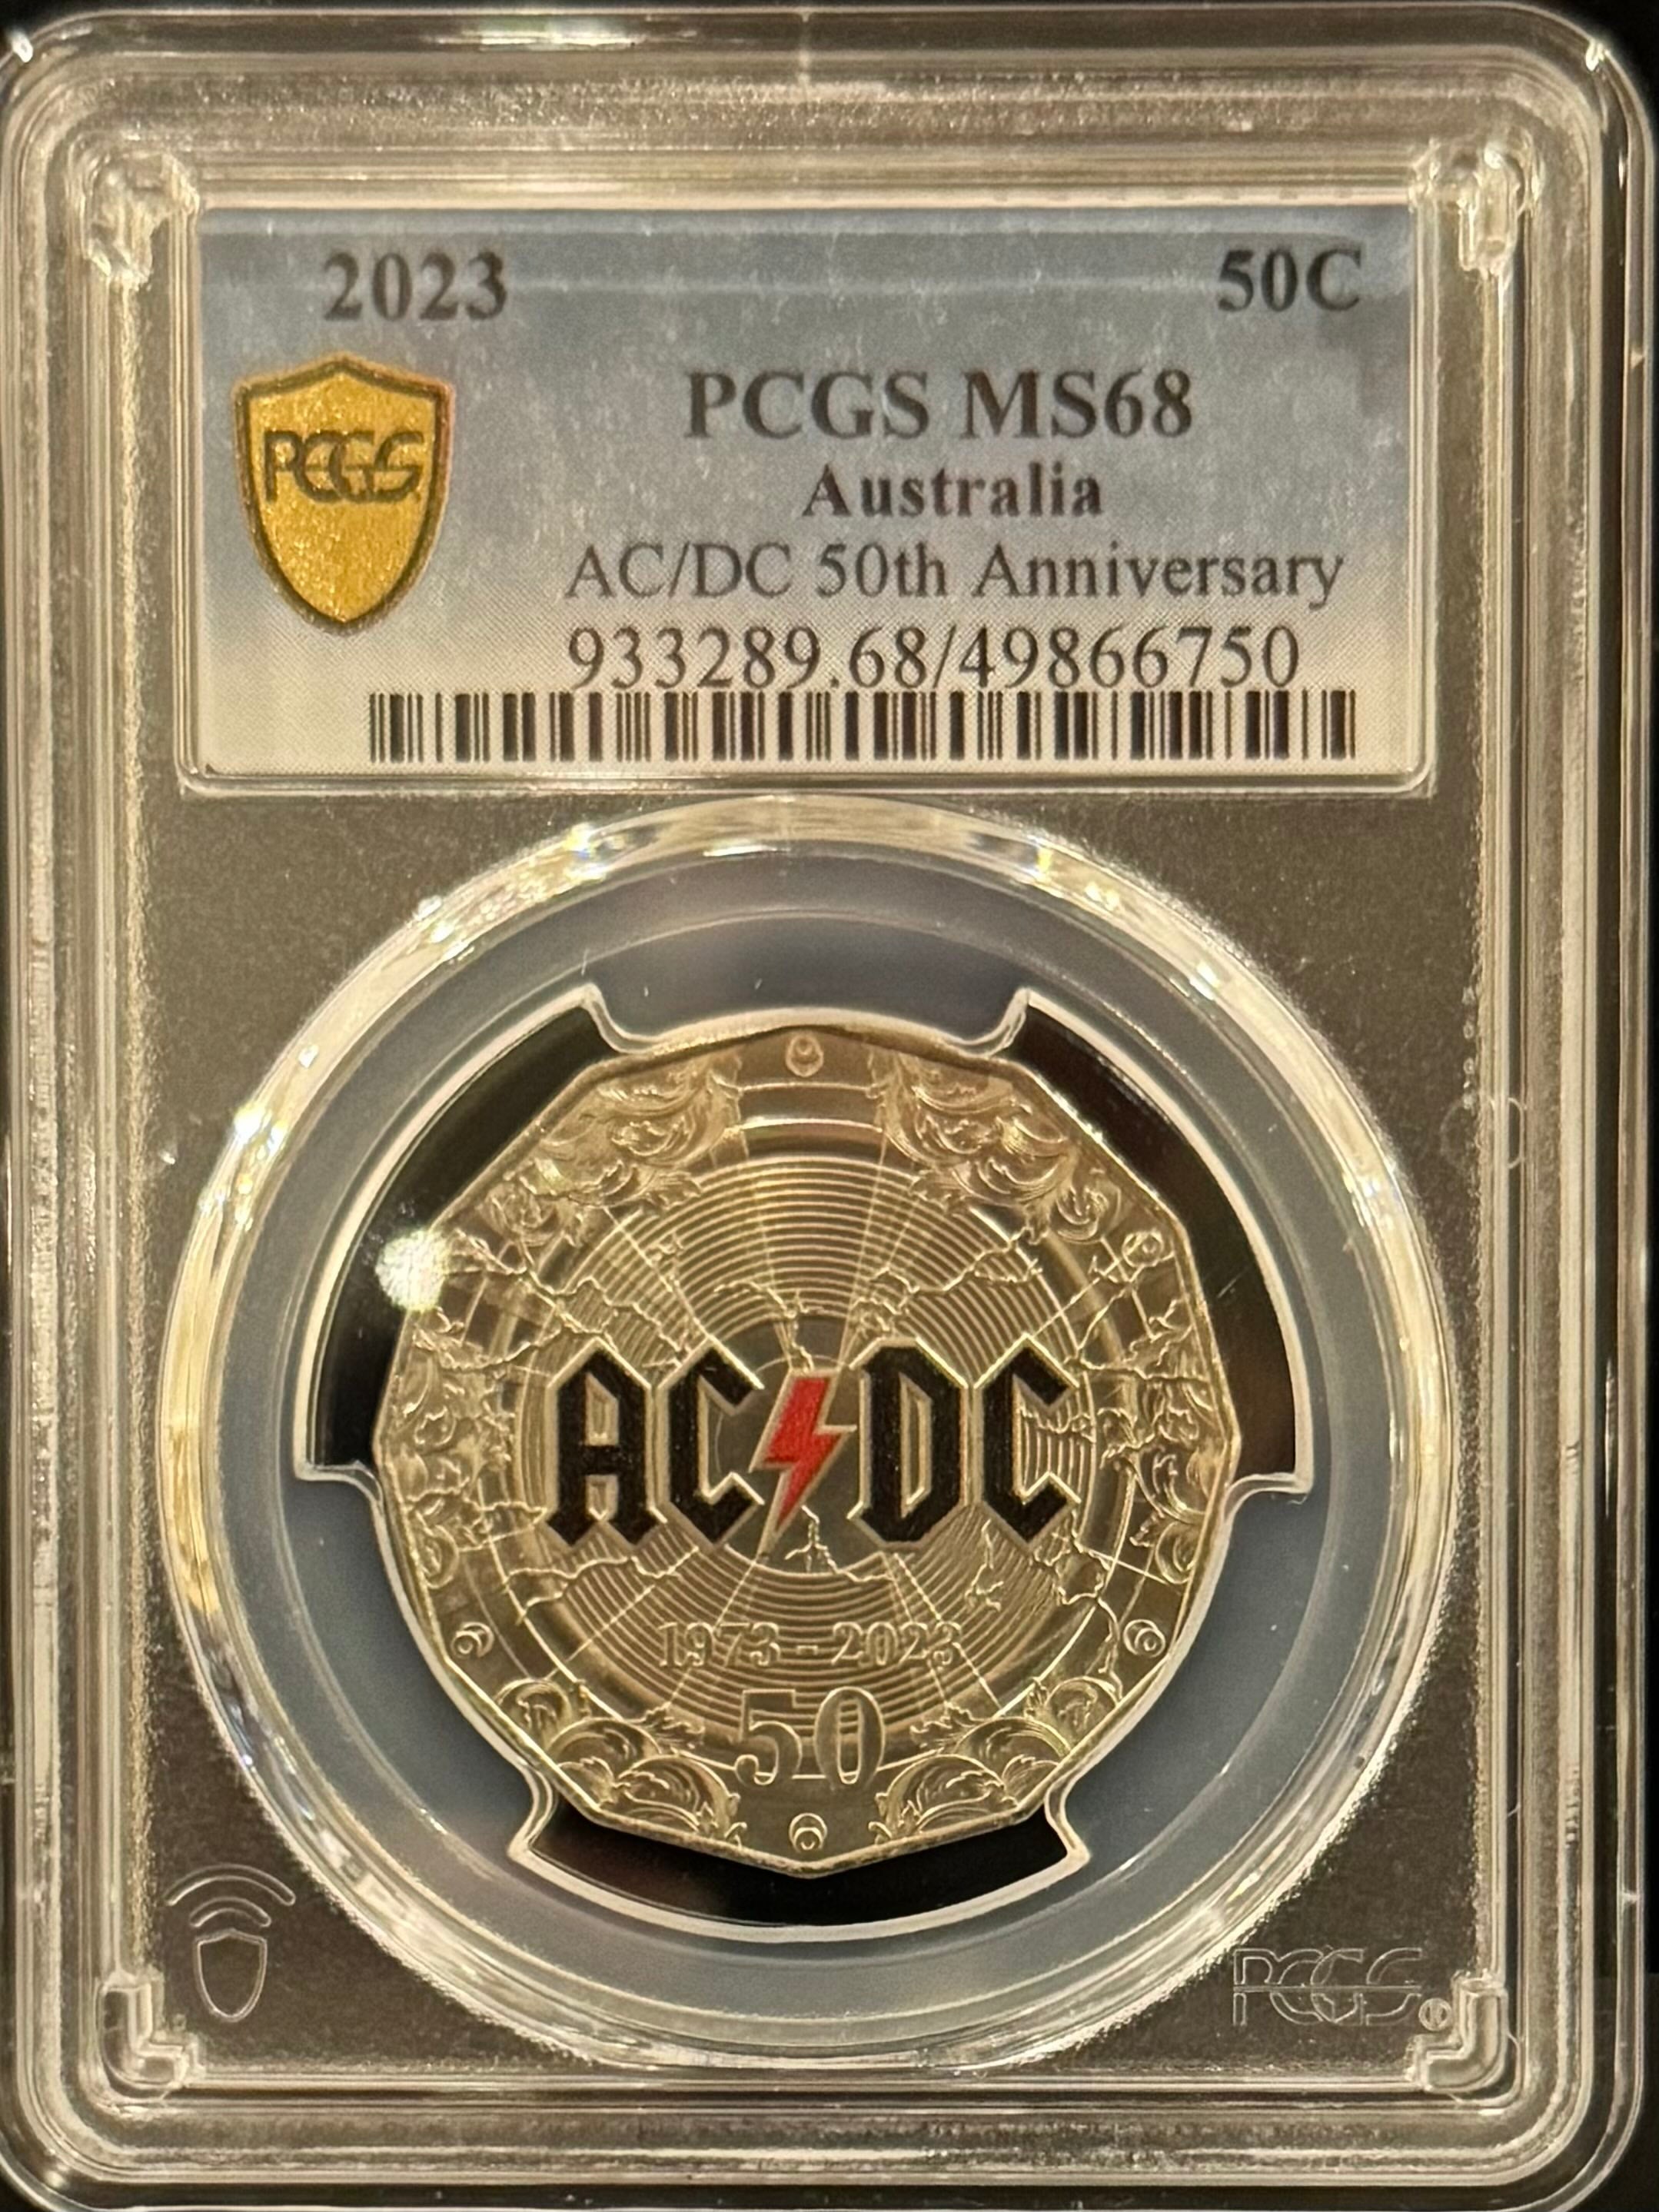 2023 50C
PCGS
PCGS MS68
Australia
AC/DC 50th Anniversary
933289.68/49866750
AC DC
1973-2023
50
PCGS